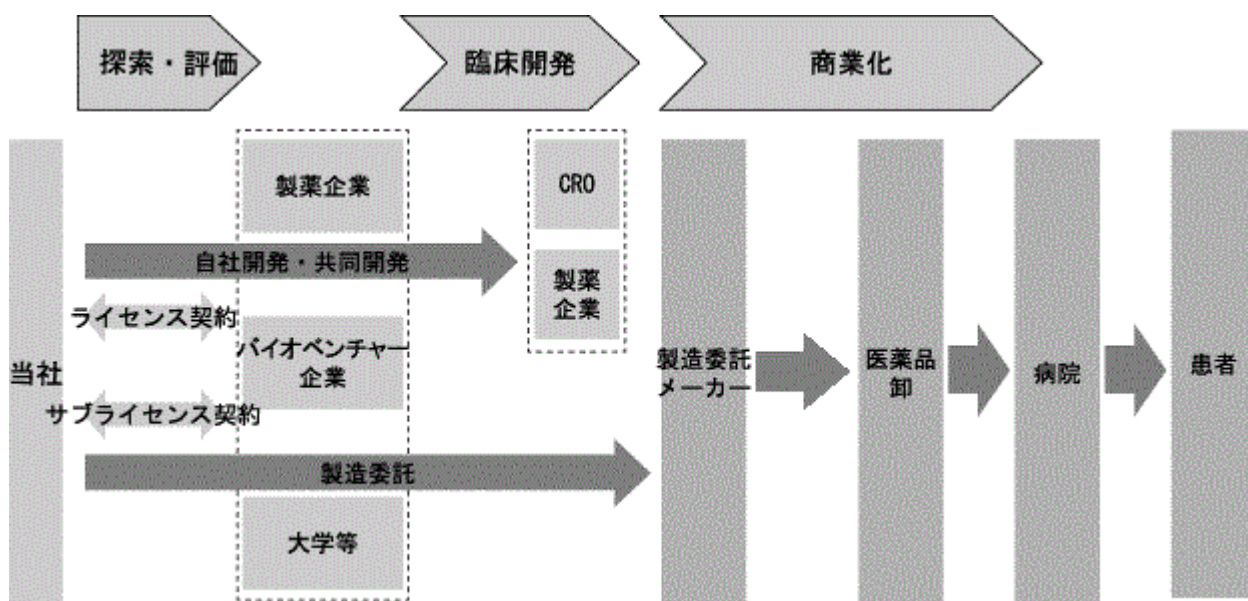 探索・評価
臨床開発
商業化
製薬企業
CRO
自社開発・共同開発
製薬
企業
ライセンス契約
バイオベンチャー
企業
当社
サブライセンス契約
製造委託
大学等
製造委託
メーカー
医薬品
卸
病院
患者